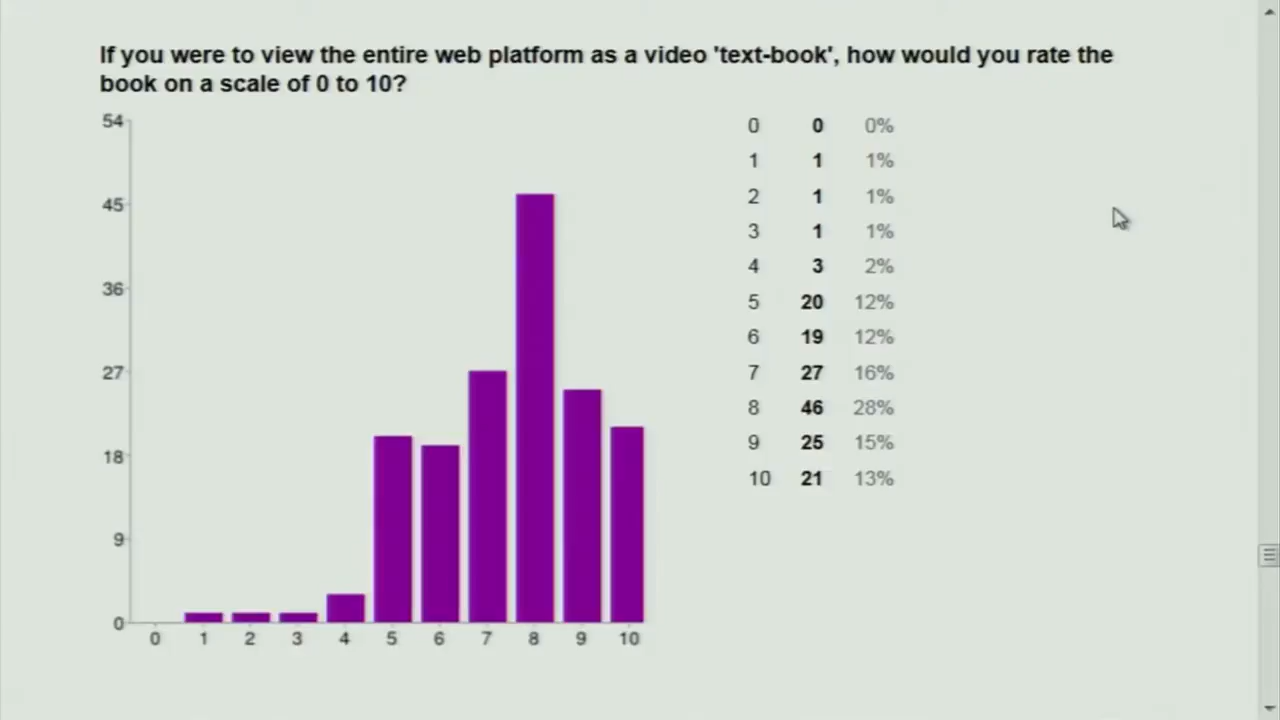 If you were to view the entire web platform as a video 'text-book', how would you rate the
book on a scale of 0 to 10?
54
45
36
27
18
9
0
0 1 2 3 4 5 6 7 8 9 10
0 0 0%
1 1 1%
2 1 1%
3 1 1%
4 3 2%
5 20 12%
6 19 12%
7 27 16%
8 46 28%
9 25 15%
10 21 13%